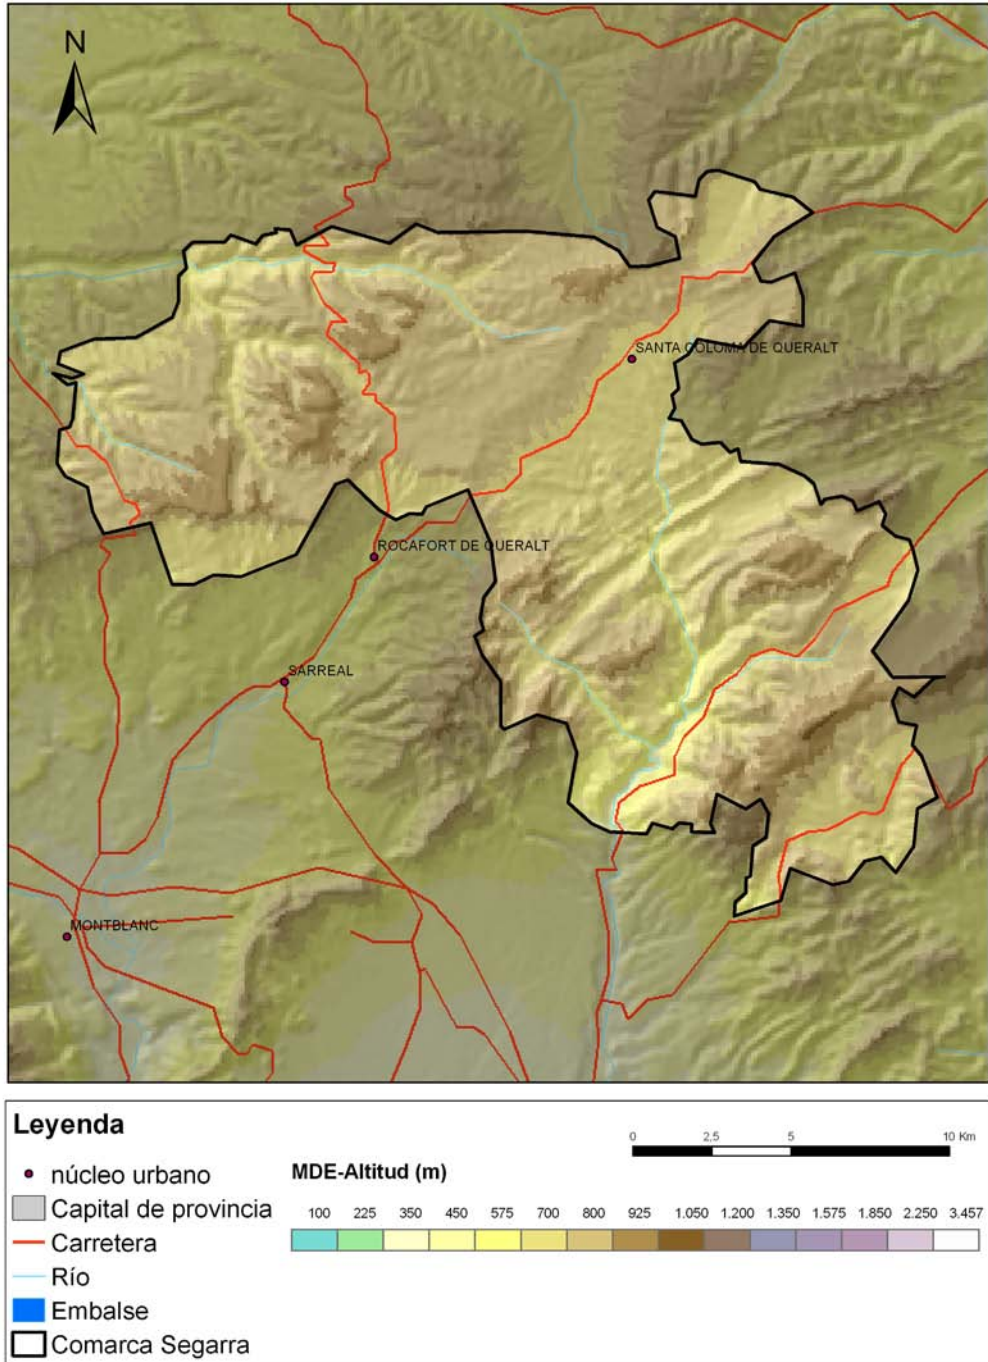 N
SANTA COLOMA DE QUERALT
ROCAFORT DE QUERALT
SARREAL
MONTBLANC
Leyenda
núcleo urbano
Capital de provincia
Carretera
Río
Embalse
Comarca Segarra
MDE-Altitud (m)
100 225 350 450 575 700 800 925 1.050 1.200 1.350 1.575 1.850 2.250 3.457
0 2,5 5 10 Km